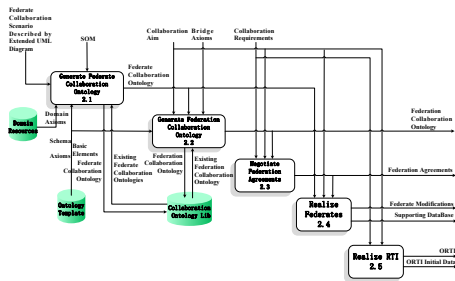 Federate
Collaboration
Scenario
Described by
Extended UML
Diagram
SOM
Collaboration
Aim
Bridge
Axioms
Collaboration
Requirements
Generate Federate
Collaboration
Ontology
2.1
Federate
Collaboration
Ontology
Domain
Resources
Domain
Axioms
Generate Federation
Collaboration
Ontology
2.2
Federation
Collaboration
Ontology
Schema
Axioms
Basic
Elements
Federate
Collaboration
Ontology
Existing
Federate
Collaboration
Ontologies
Federation
Collaboration
Ontology
Existing
Federation
Collaboration
Ontology
Negotiate
Federation
Agreements
2.3
Federation Agreements
Ontology
Template
Collaboration
Ontology Lib
Realize
Federates
2.4
Federate Modifications
Supporting DataBase
Realize RTI
2.5
ORTI
ORTI Initial Data